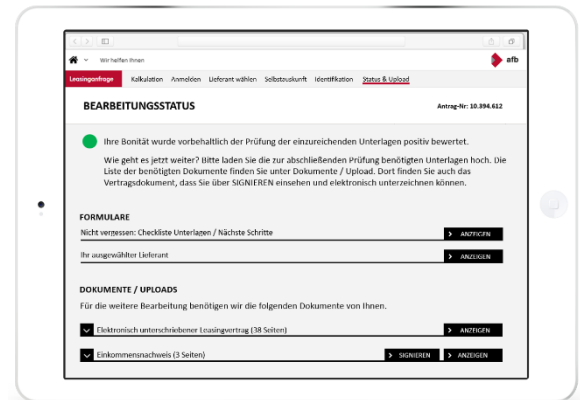 Wir helfen Ihnen
afb
Leasinganfrage Kalkulation Anmelden Lieferant wählen Selbstauskunft Identifikation Status & Upload
BEARBEITUNGSSTATUS
Antrag-Nr: 10.394.612
Ihre Bonität wurde vorbehaltlich der Prüfung der einzureichenden Unterlagen positiv bewertet.
Wie geht es jetzt weiter? Bitte laden Sie die zur abschließenden Prüfung benötigten Unterlagen hoch. Die
Liste der benötigten Dokumente finden Sie unter Dokumente / Upload. Dort finden Sie auch das
Vertragsdokument, dass Sie über SIGNIEREN einsehen und elektronisch unterzeichnen können.
FORMULARE
Nicht vergessen: Checkliste Unterlagen / Nächste Schritte
ANZEIGEN
Ihr ausgewählter Lieferant
ANZEIGEN
DOKUMENTE / UPLOADS
Für die weitere Bearbeitung benötigen wir die folgenden Dokumente von Ihnen.
Elektronisch unterschriebener Leasingvertrag (38 Seiten)
ANZEIGEN
Einkommensnachweis (3 Seiten)
SIGNIEREN
ANZEIGEN